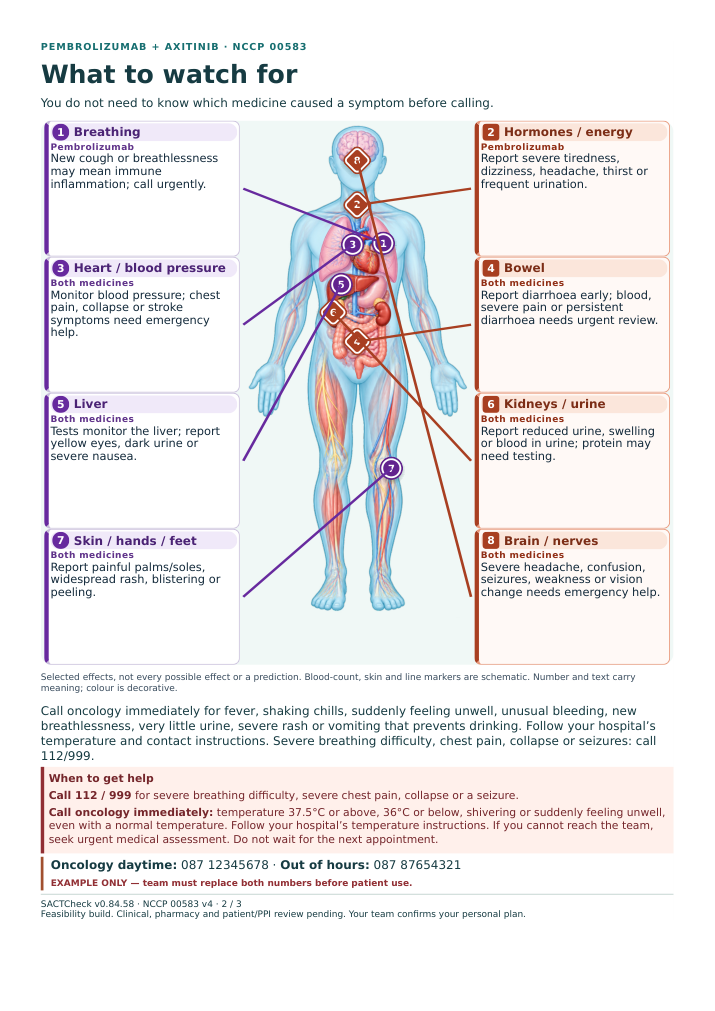 PEMBROLIZUMAB + AXITINIB · NCCP 00583
What to watch for
You do not need to know which medicine caused a symptom before calling.
1 Breathing
Pembrolizumab
New cough or breathlessness
may mean immune
inflammation; call urgently.
2 Hormones / energy
Pembrolizumab
Report severe tiredness,
dizziness, headache, thirst or
frequent urination.
3 Heart / blood pressure
Both medicines
Monitor blood pressure; chest
pain, collapse or stroke
symptoms need emergency
help.
4 Bowel
Both medicines
Report diarrhoea early; blood,
severe pain or persistent
diarrhoea needs urgent review.
5 Liver
Both medicines
Tests monitor the liver; report
yellow eyes, dark urine or
severe nausea.
6 Kidneys / urine
Both medicines
Report reduced urine, swelling
or blood in urine; protein may
need testing.
7 Skin / hands / feet
Both medicines
Report painful palms/soles,
widespread rash, blistering or
peeling.
8 Brain / nerves
Both medicines
Severe headache, confusion,
seizures, weakness or vision
change needs emergency help.
8
2
3
1
5
6
4
7
Selected effects, not every possible effect or a prediction. Blood-count, skin and line markers are schematic. Number and text carry
meaning; colour is decorative.
Call oncology immediately for fever, shaking chills, suddenly feeling unwell, unusual bleeding, new
breathlessness, very little urine, severe rash or vomiting that prevents drinking. Follow your hospital’s
temperature and contact instructions. Severe breathing difficulty, chest pain, collapse or seizures: call
112/999.
When to get help
Call 112 / 999 for severe breathing difficulty, severe chest pain, collapse or a seizure.
Call oncology immediately: temperature 37.5°C or above, 36°C or below, shivering or suddenly feeling unwell,
even with a normal temperature. Follow your hospital’s temperature instructions. If you cannot reach the team,
seek urgent medical assessment. Do not wait for the next appointment.
Oncology daytime: 087 12345678 · Out of hours: 087 87654321
EXAMPLE ONLY — team must replace both numbers before patient use.
SACTCheck v0.84.58 · NCCP 00583 v4 · 2 / 3
Feasibility build. Clinical, pharmacy and patient/PPI review pending. Your team confirms your personal plan.